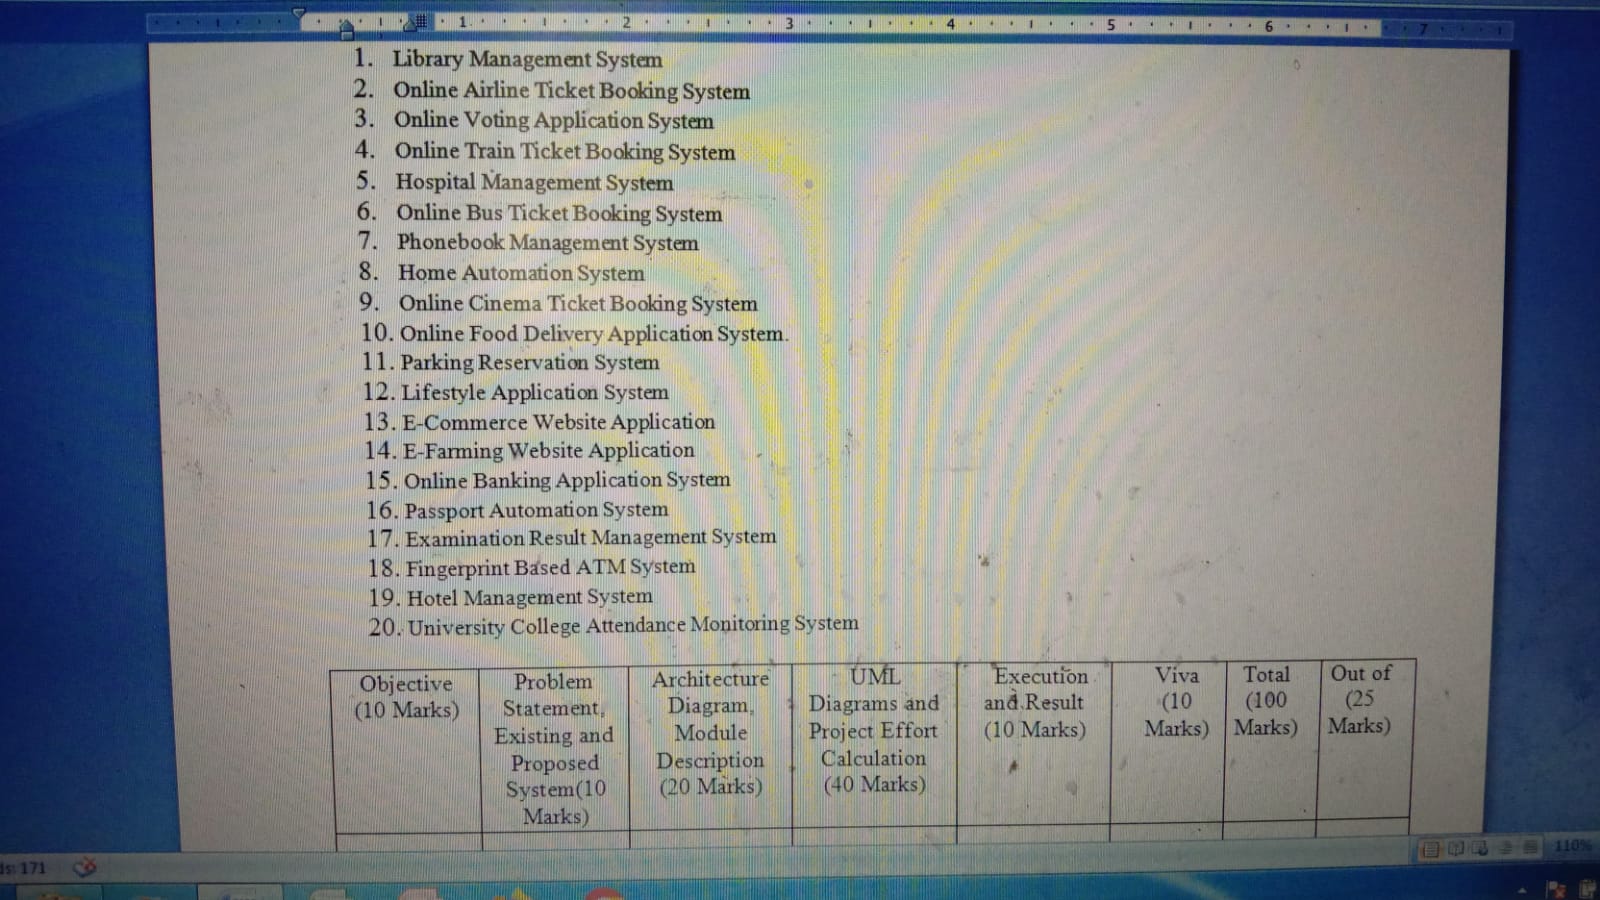 1 2 3 4 5 6 7
1. Library Management System
2. Online Airline Ticket Booking System
3. Online Voting Application System
4. Online Train Ticket Booking System
5. Hospital Management System
6. Online Bus Ticket Booking System
7. Phonebook Management System
8. Home Automation System
9. Online Cinema Ticket Booking System
10. Online Food Delivery Application System.
11. Parking Reservation System
12. Lifestyle Application System
13. E-Commerce Website Application
14. E-Farming Website Application
15. Online Banking Application System
16. Passport Automation System
17. Examination Result Management System
18. Fingerprint Based ATM System
19. Hotel Management System
20. University College Attendance Monitoring System
Objective
(10 Marks)
Problem
Statement,
Existing and
Proposed
System(10
Marks)
Architecture
Diagram,
Module
Description
(20 Marks)
UML
Diagrams and
Project Effort
Calculation
(40 Marks)
Execution
and Result
(10 Marks)
Viva
(10
Marks)
Total
(100
Marks)
Out of
(25
Marks)
: 171
110%